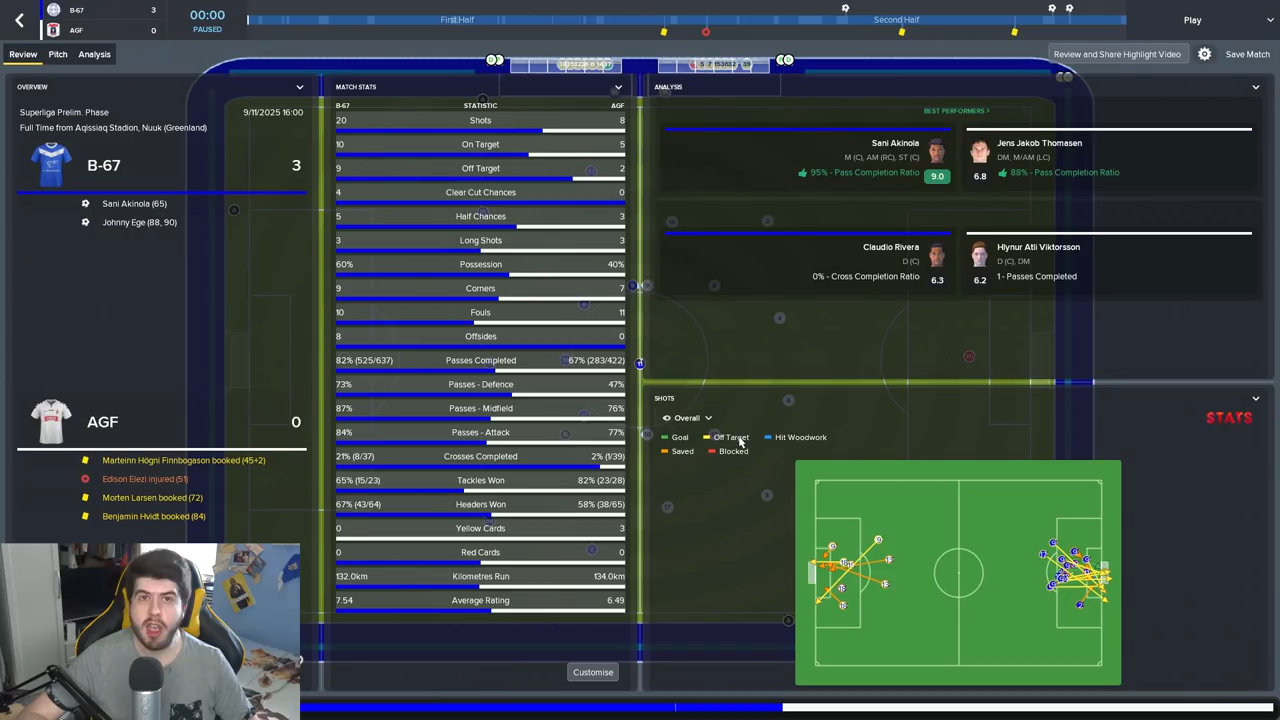 B-67 3
AGF 0
00:00
PAUSED
First Half
Second Half
Play
Review Pitch Analysis
Review and Share Highlight Video
Save Match
OVERVIEW
Superliga Prelim. Phase 9/11/2025 16:00
Full Time from Aqissiaq Stadion, Nuuk (Greenland)
B-67 3
Sani Akinola (65)
Johnny Ege (88, 90)
AGF 0
Marteinn Högni Finnbogason booked (45+2)
Edison Elezi injured (51)
Morten Larsen booked (72)
Benjamin Hvidt booked (84)
MATCH STATS
B-67 STATISTIC AGF
20 Shots 8
10 On Target 5
9 Off Target 2
4 Clear Cut Chances 0
5 Half Chances 3
3 Long Shots 3
60% Possession 40%
9 Corners 7
10 Fouls 11
8 Offsides 0
82% (525/637) Passes Completed 67% (283/422)
73% Passes - Defence 47%
87% Passes - Midfield 76%
84% Passes - Attack 77%
21% (8/37) Crosses Completed 2% (1/39)
65% (15/23) Tackles Won 82% (23/28)
67% (43/64) Headers Won 58% (38/65)
0 Yellow Cards 3
0 Red Cards 0
132.0km Kilometres Run 134.0km
7.54 Average Rating 6.49
Customise
ANALYSIS
BEST PERFORMERS >
Sani Akinola
M (C), AM (RC), ST (C)
95% - Pass Completion Ratio 9.0
Jens Jakob Thomasen
DM, M/AM (LC)
6.8 88% - Pass Completion Ratio
Claudio Rivera
D (C)
0% - Cross Completion Ratio 6.3
Hlynur Atli Viktorsson
D (C), DM
6.2 1 - Passes Completed
SHOTS
Overall
STATS
Goal Off Target Hit Woodwork
Saved Blocked